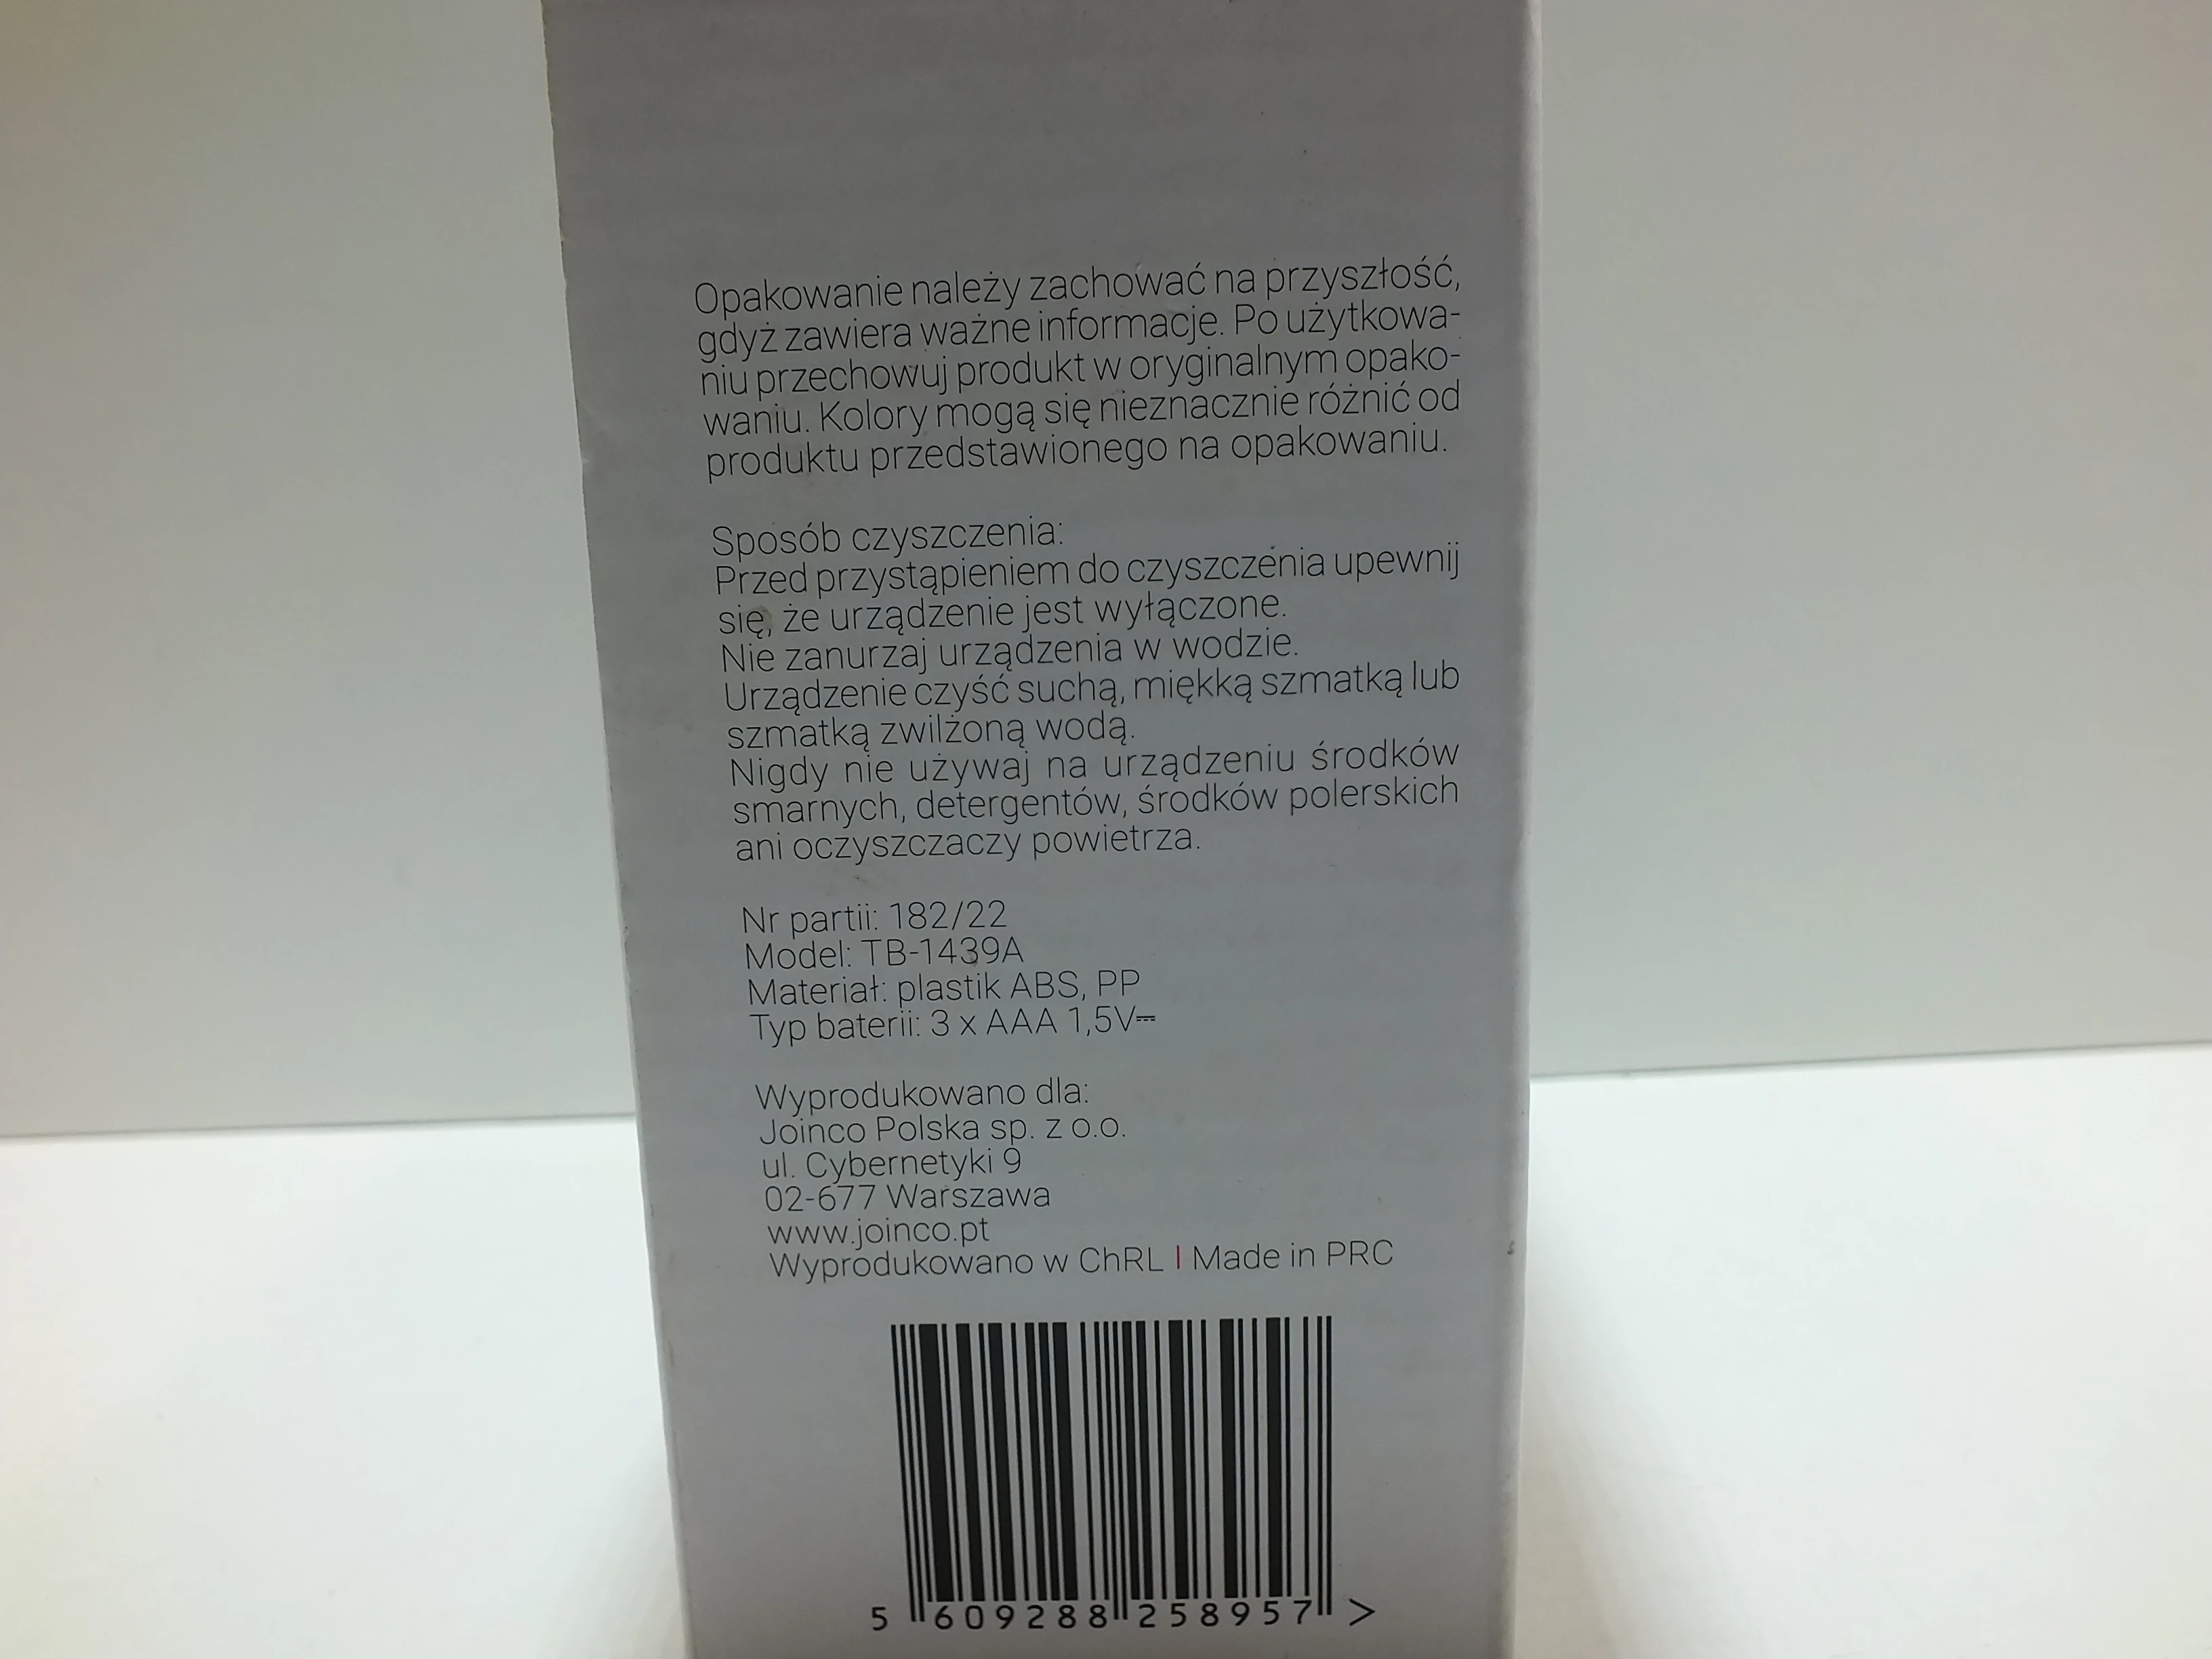 Opakowanie należy zachować na przyszłość,
gdyż zawiera ważne informacje. Po użytkowa-
niu przechowuj produkt w oryginalnym opako-
waniu. Kolory mogą się nieznacznie różnić od
produktu przedstawionego na opakowaniu.
Sposób czyszczenia:
Przed przystąpieniem do czyszczenia upewnij
się, że urządzenie jest wyłączone.
Nie zanurzaj urządzenia w wodzie.
Urządzenie czyść suchą, miękką szmatką lub
szmatką zwilżoną wodą.
Nigdy nie używaj na urządzeniu środków
smarnych, detergentów, środków polerskich
ani oczyszczaczy powietrza.
Nr partii: 182/22
Model: TB-1439A
Materiał: plastik ABS, PP
Typ baterii: 3 x AAA 1,5V⎓
Wyprodukowano dla:
Joinco Polska sp. z o.o.
ul. Cybernetyki 9
02-677 Warszawa
www.joinco.pt
Wyprodukowano w ChRL | Made in PRC
5 609288 258957 >